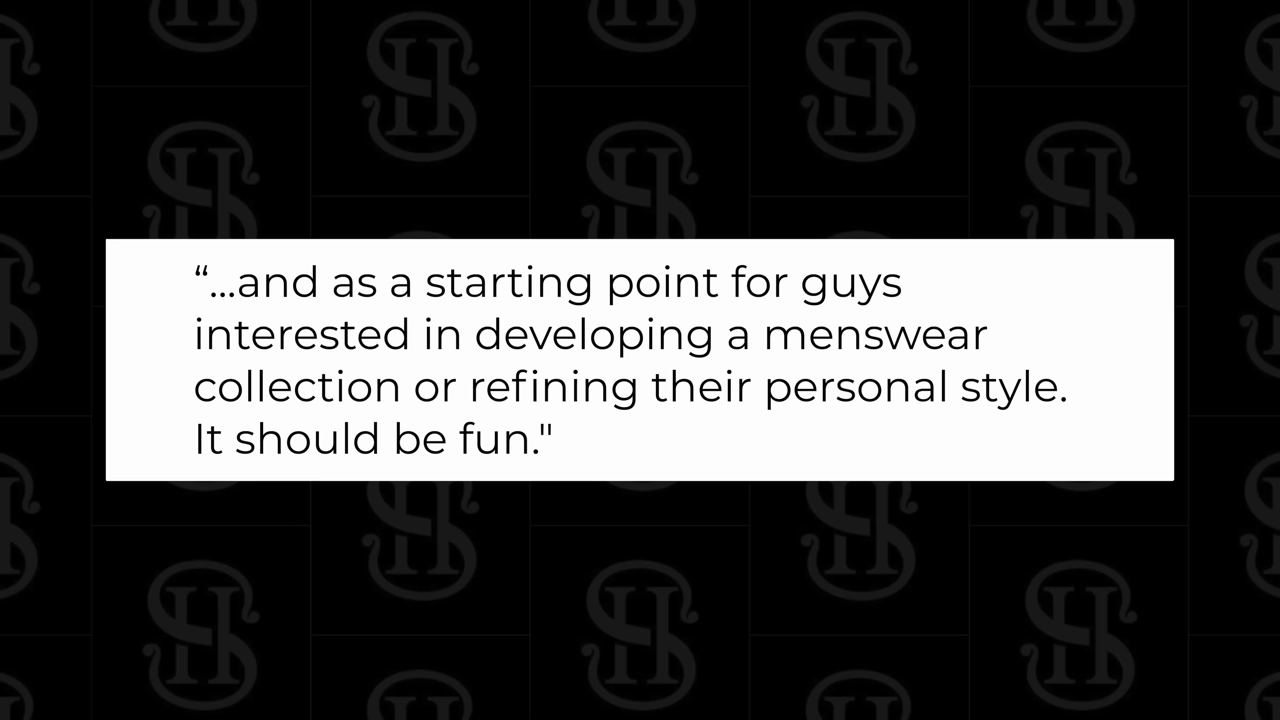 “...and as a starting point for guys
interested in developing a menswear
collection or refining their personal style.
It should be fun."